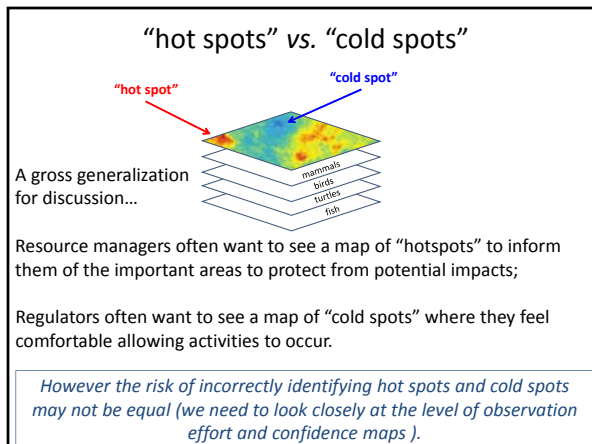 “hot spots” vs. “cold spots”
“cold spot”
“hot spot”
mammals
birds
turtles
fish
A gross generalization
for discussion…
Resource managers often want to see a map of “hotspots” to inform
them of the important areas to protect from potential impacts;
Regulators often want to see a map of “cold spots” where they feel
comfortable allowing activities to occur.
However the risk of incorrectly identifying hot spots and cold spots
may not be equal (we need to look closely at the level of observation
effort and confidence maps ).